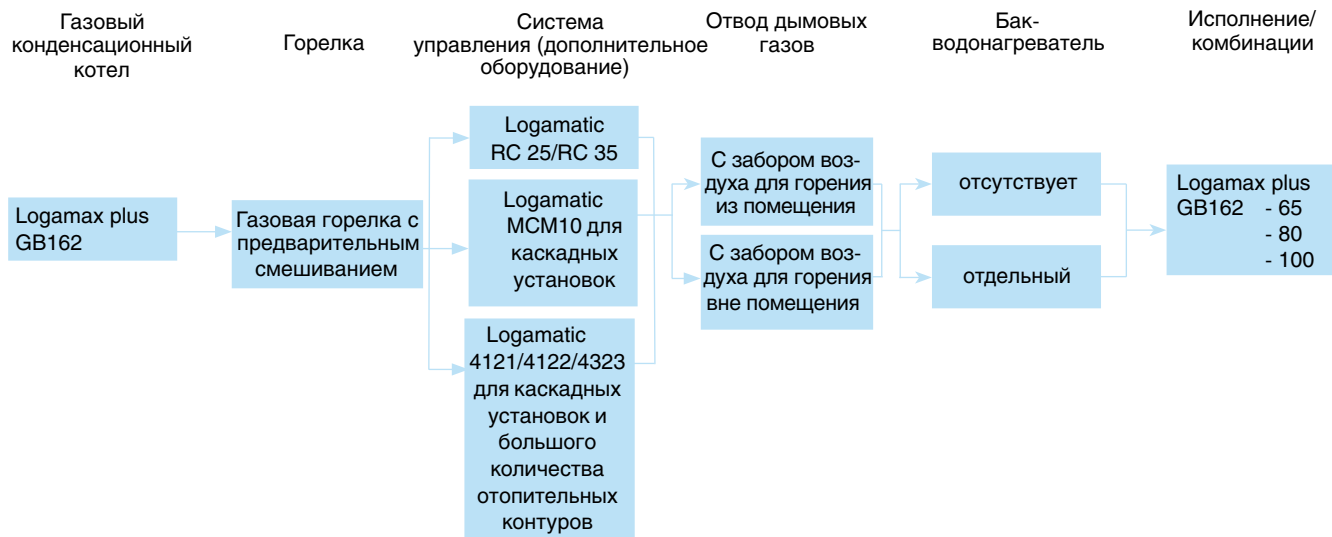 Газовый
конденсационный
котел
Горелка
Система
управления (дополнительное
оборудование)
Отвод дымовых
газов
Бак-
водонагреватель
Исполнение/
комбинации
Logamax plus
GB162
Газовая горелка с
предварительным
смешиванием
Logamatic
RC 25/RC 35
Logamatic
MCM10 для
каскадных
установок
Logamatic
4121/4122/4323
для каскадных
установок и
большого
количества
отопительных
контуров
С забором воз-
духа для горения
из помещения
С забором воз-
духа для горения
вне помещения
отсутствует
отдельный
Logamax plus
GB162 - 65
- 80
- 100